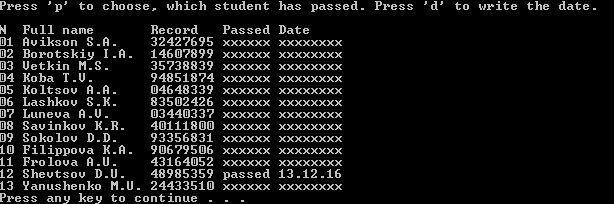 Press 'p' to choose, which student has passed. Press 'd' to write the date.
N Full name Record Passed Date
01 Avikson S.A. 32427695 xxxxxx xxxxxxxx
02 Borotskiy I.A. 14607899 xxxxxx xxxxxxxx
03 Vetkin M.S. 35738839 xxxxxx xxxxxxxx
04 Koba T.V. 94851874 xxxxxx xxxxxxxx
05 Koltsov A.A. 04648339 xxxxxx xxxxxxxx
06 Lashkov S.K. 83502426 xxxxxx xxxxxxxx
07 Luneva A.V. 03440337 xxxxxx xxxxxxxx
08 Savinkov K.R. 40111800 xxxxxx xxxxxxxx
09 Sokolov D.D. 93356831 xxxxxx xxxxxxxx
10 Filippova K.A. 90679506 xxxxxx xxxxxxxx
11 Frolova A.U. 43164052 xxxxxx xxxxxxxx
12 Shevtsov D.U. 48985359 passed 13.12.16
13 Yanushenko M.U. 24433510 xxxxxx xxxxxxxx
Press any key to continue . . .